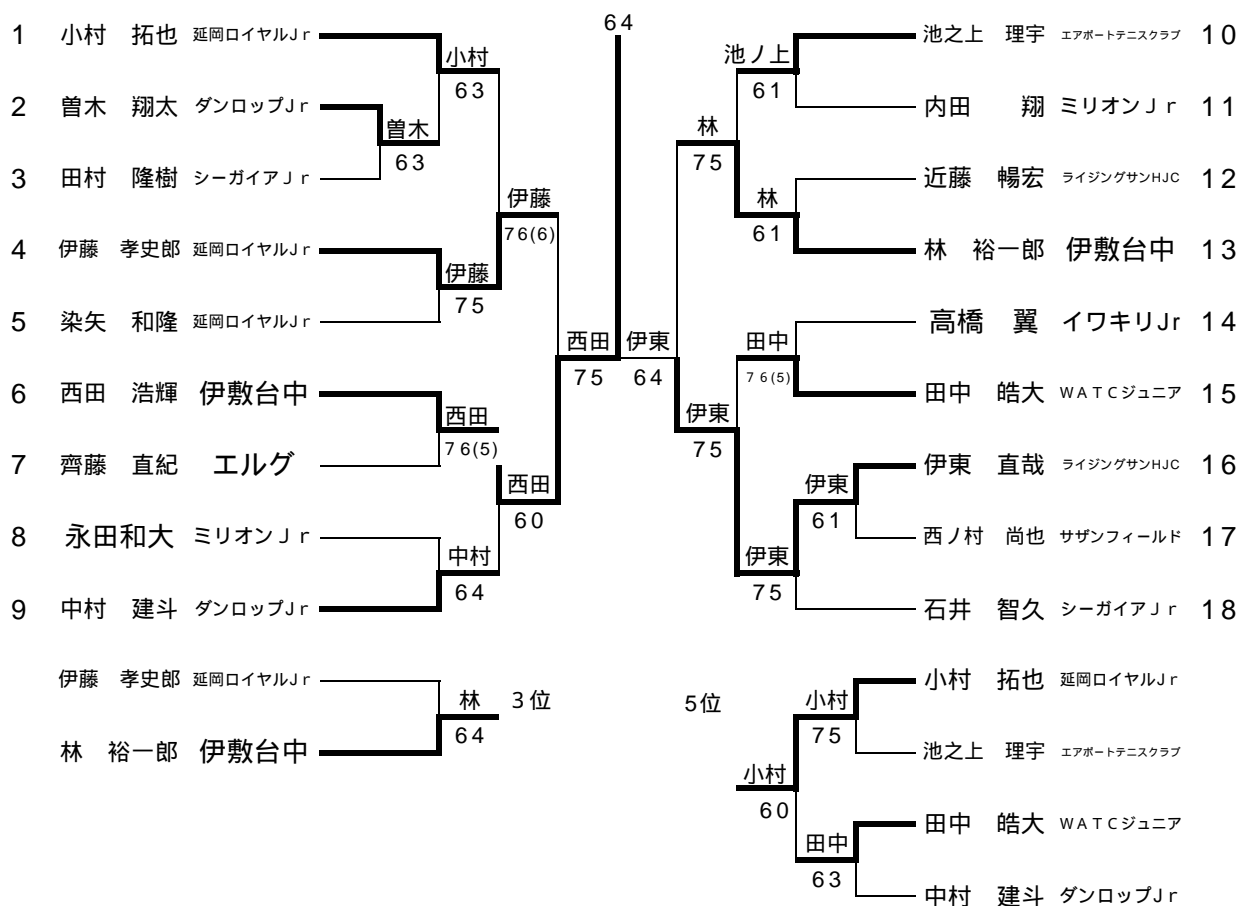 64
1 小村 拓也 延岡ロイヤルJr
小村
63
2 曽木 翔太 ダンロップJr
曽木
63
3 田村 隆樹 シーガイアJr
伊藤
76(6)
4 伊藤 孝史郎 延岡ロイヤルJr
伊藤
75
5 染矢 和隆 延岡ロイヤルJr
西田
75
6 西田 浩輝 伊敷台中
西田
76(5)
7 齊藤 直紀 エルグ
西田
60
8 永田和大 ミリオンJr
中村
64
9 中村 建斗 ダンロップJr
池之上 理宇 エアポートテニスクラブ 10
池ノ上
61
内田 翔 ミリオンJr 11
林
75
近藤 暢宏 ライジングサンHJC 12
林
61
林 裕一郎 伊敷台中 13
高橋 翼 イワキリJr 14
田中
76(5)
伊東
64
田中 皓大 WATCジュニア 15
伊東
75
伊東 直哉 ライジングサンHJC 16
伊東
61
西ノ村 尚也 サザンフィールド 17
伊東
75
石井 智久 シーガイアJr 18
伊藤 孝史郎 延岡ロイヤルJr
林 3位
64
林 裕一郎 伊敷台中
5位
小村 拓也 延岡ロイヤルJr
小村
75
池之上 理宇 エアポートテニスクラブ
小村
60
田中 皓大 WATCジュニア
田中
63
中村 建斗 ダンロップJr